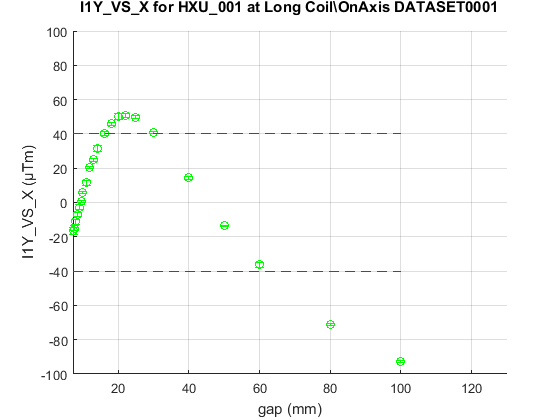 I1Y_VS_X for HXU_001 at Long Coil\OnAxis DATASET0001
I1Y_VS_X (µTm)
100
80
60
40
20
0
-20
-40
-60
-80
-100
20 40 60 80 100 120
gap (mm)